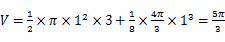 V = 1/2 × π × 1² × 3 + 1/8 × 4π/3 × 1³ = 5π/3